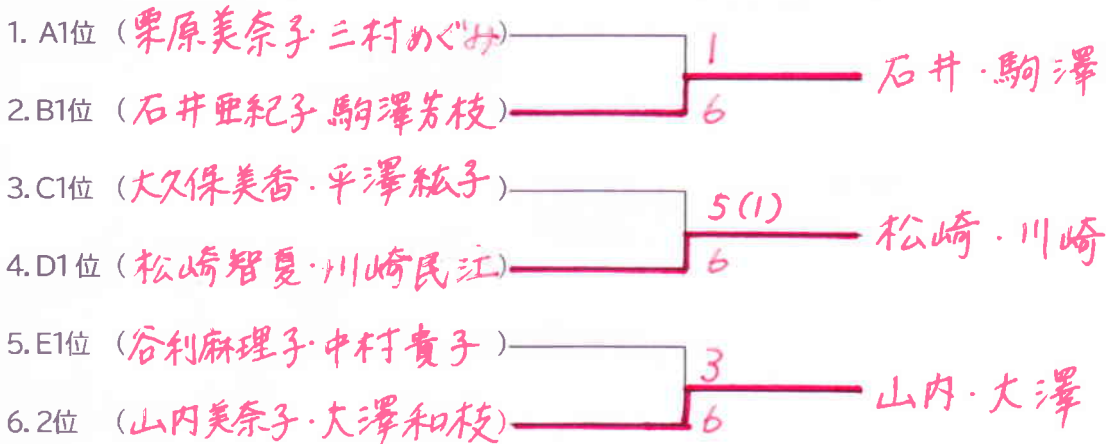 1. A1位 (栗原美奈子・三村めぐみ)
1
石井・駒澤
2. B1位 (石井亜紀子 駒澤芳枝)
6
3. C1位 (大久保美香・平澤紘子)
5(1)
松崎・川崎
4. D1位 (松崎智夏・川崎民江)
6
5. E1位 (谷利麻理子・中村貴子)
3
山内・大澤
6. 2位 (山内美奈子・大澤和枝)
6